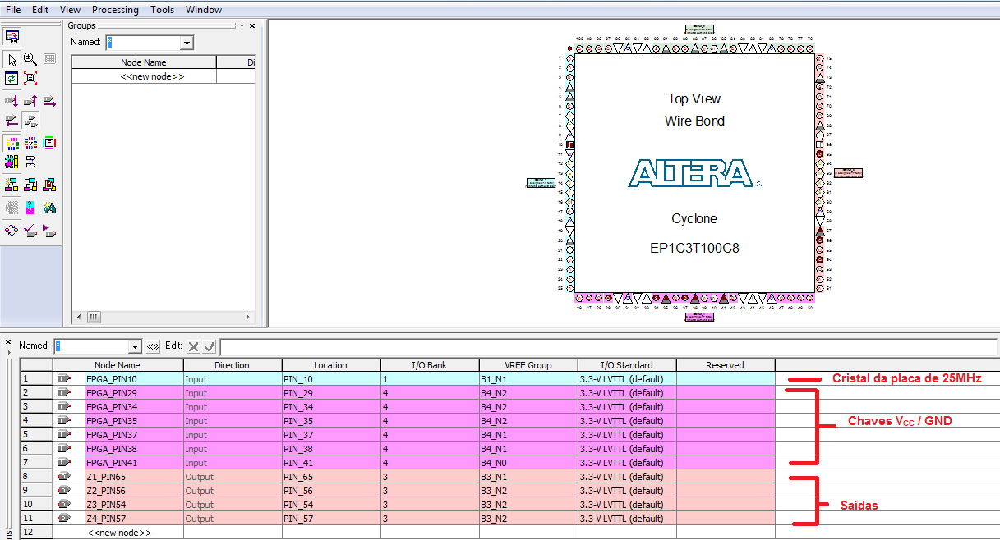 File Edit View Processing Tools Window
Groups
Named: *
Node Name Di
<<new node>>
Top View
Wire Bond
ALTERA
Cyclone
EP1C3T100C8
Named: * Edit:
Node Name Direction Location I/O Bank VREF Group I/O Standard Reserved
1 FPGA_PIN10 Input PIN_10 1 B1_N1 3.3-V LVTTL (default) Cristal da placa de 25MHz
2 FPGA_PIN29 Input PIN_29 4 B4_N2 3.3-V LVTTL (default)
3 FPGA_PIN34 Input PIN_34 4 B4_N2 3.3-V LVTTL (default)
4 FPGA_PIN35 Input PIN_35 4 B4_N2 3.3-V LVTTL (default) Chaves VCC / GND
5 FPGA_PIN37 Input PIN_37 4 B4_N1 3.3-V LVTTL (default)
6 FPGA_PIN38 Input PIN_38 4 B4_N1 3.3-V LVTTL (default)
7 FPGA_PIN41 Input PIN_41 4 B4_N0 3.3-V LVTTL (default)
8 Z1_PIN65 Output PIN_65 3 B3_N1 3.3-V LVTTL (default)
9 Z2_PIN56 Output PIN_56 3 B3_N2 3.3-V LVTTL (default)
10 Z3_PIN54 Output PIN_54 3 B3_N2 3.3-V LVTTL (default) Saídas
11 Z4_PIN57 Output PIN_57 3 B3_N2 3.3-V LVTTL (default)
12 <<new node>>